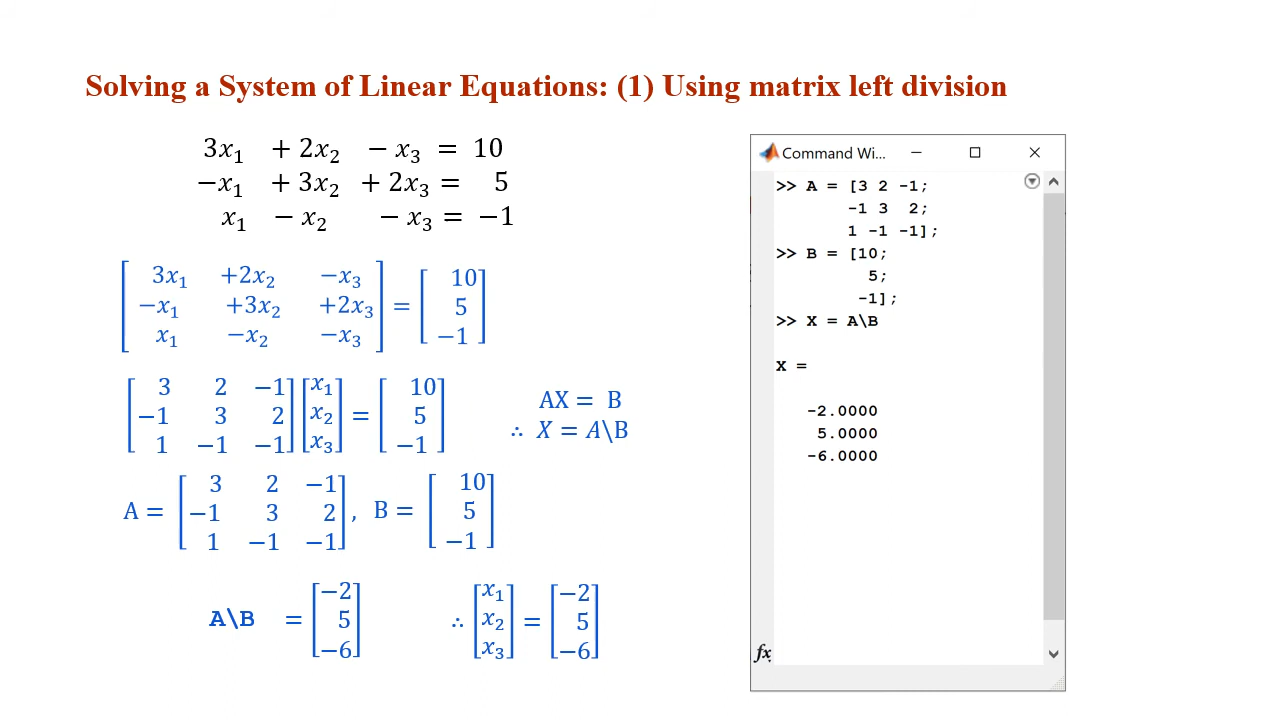 Solving a System of Linear Equations: (1) Using matrix left division
3x₁ + 2x₂ − x₃ = 10
−x₁ + 3x₂ + 2x₃ = 5
x₁ − x₂ − x₃ = −1
[3x₁ +2x₂ −x₃] [10]
[−x₁ +3x₂ +2x₃] = [5]
[x₁ −x₂ −x₃] [−1]
[3 2 −1] [x₁] [10]
[−1 3 2] [x₂] = [5]
[1 −1 −1] [x₃] [−1]
AX = B
∴ X = A\B
[3 2 −1] [10]
A = [−1 3 2], B = [5]
[1 −1 −1] [−1]
[−2]
A\B = [5]
[−6]
[x₁] [−2]
∴ [x₂] = [5]
[x₃] [−6]
Command Wi...
>> A = [3 2 -1;
-1 3 2;
1 -1 -1];
>> B = [10;
5;
-1];
>> X = A\B
X =
-2.0000
5.0000
-6.0000
fx